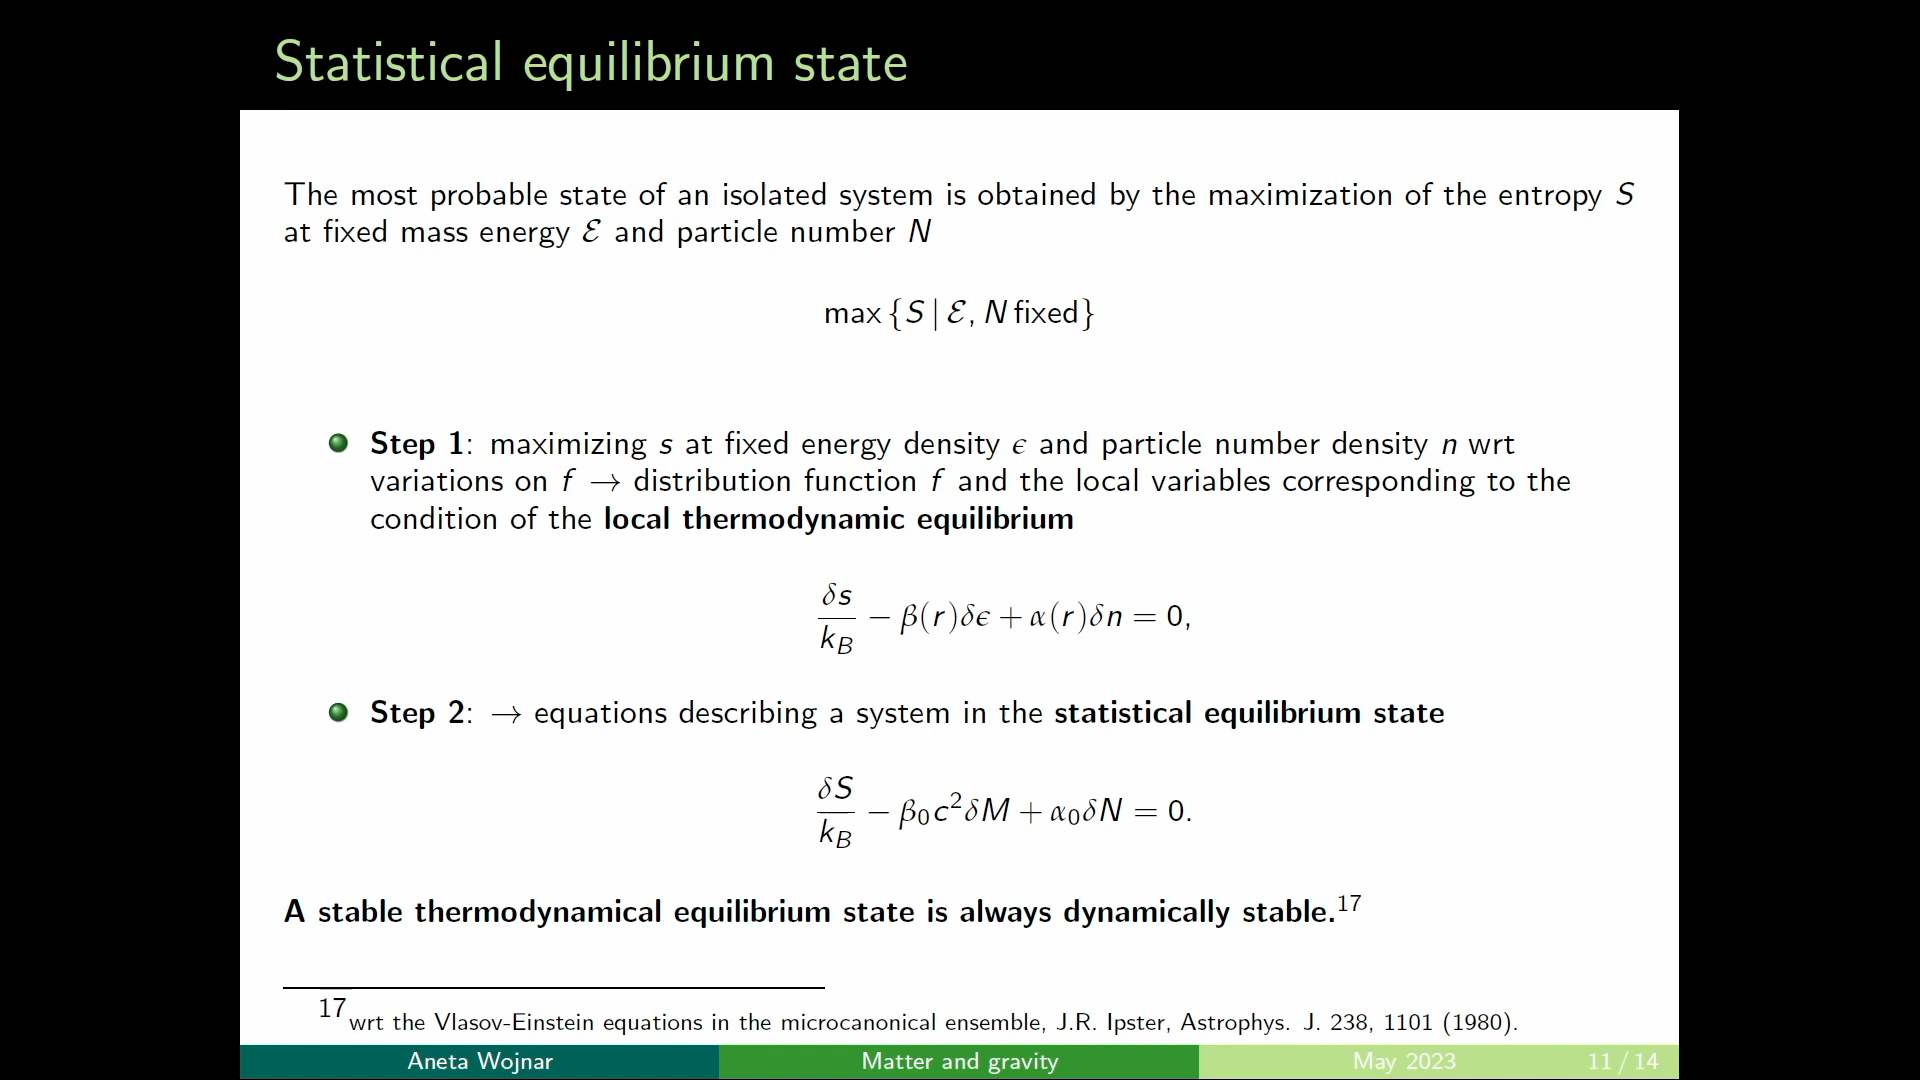 Statistical equilibrium state
The most probable state of an isolated system is obtained by the maximization of the entropy S
at fixed mass energy ℰ and particle number N
max {S | ℰ, N fixed}
Step 1: maximizing s at fixed energy density ϵ and particle number density n wrt
variations on f → distribution function f and the local variables corresponding to the
condition of the local thermodynamic equilibrium
δs/k_B − β(r)δϵ + α(r)δn = 0,
Step 2: → equations describing a system in the statistical equilibrium state
δS/k_B − β₀c²δM + α₀δN = 0.
A stable thermodynamical equilibrium state is always dynamically stable.¹⁷
¹⁷wrt the Vlasov-Einstein equations in the microcanonical ensemble, J.R. Ipster, Astrophys. J. 238, 1101 (1980).
Aneta Wojnar Matter and gravity May 2023 11 / 14